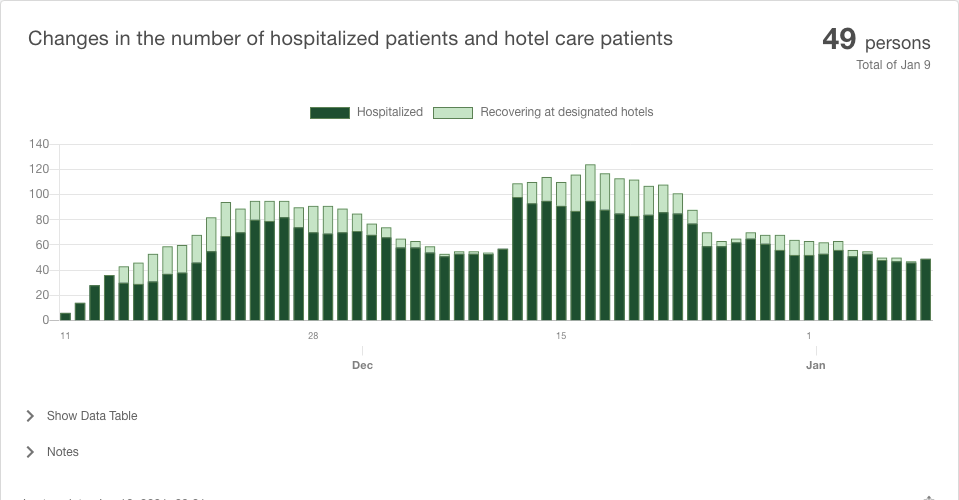 Changes in the number of hospitalized patients and hotel care patients
49 persons
Total of Jan 9
Hospitalized
Recovering at designated hotels
140
120
100
80
60
40
20
0
11
28
15
1
Dec
Jan
Show Data Table
Notes